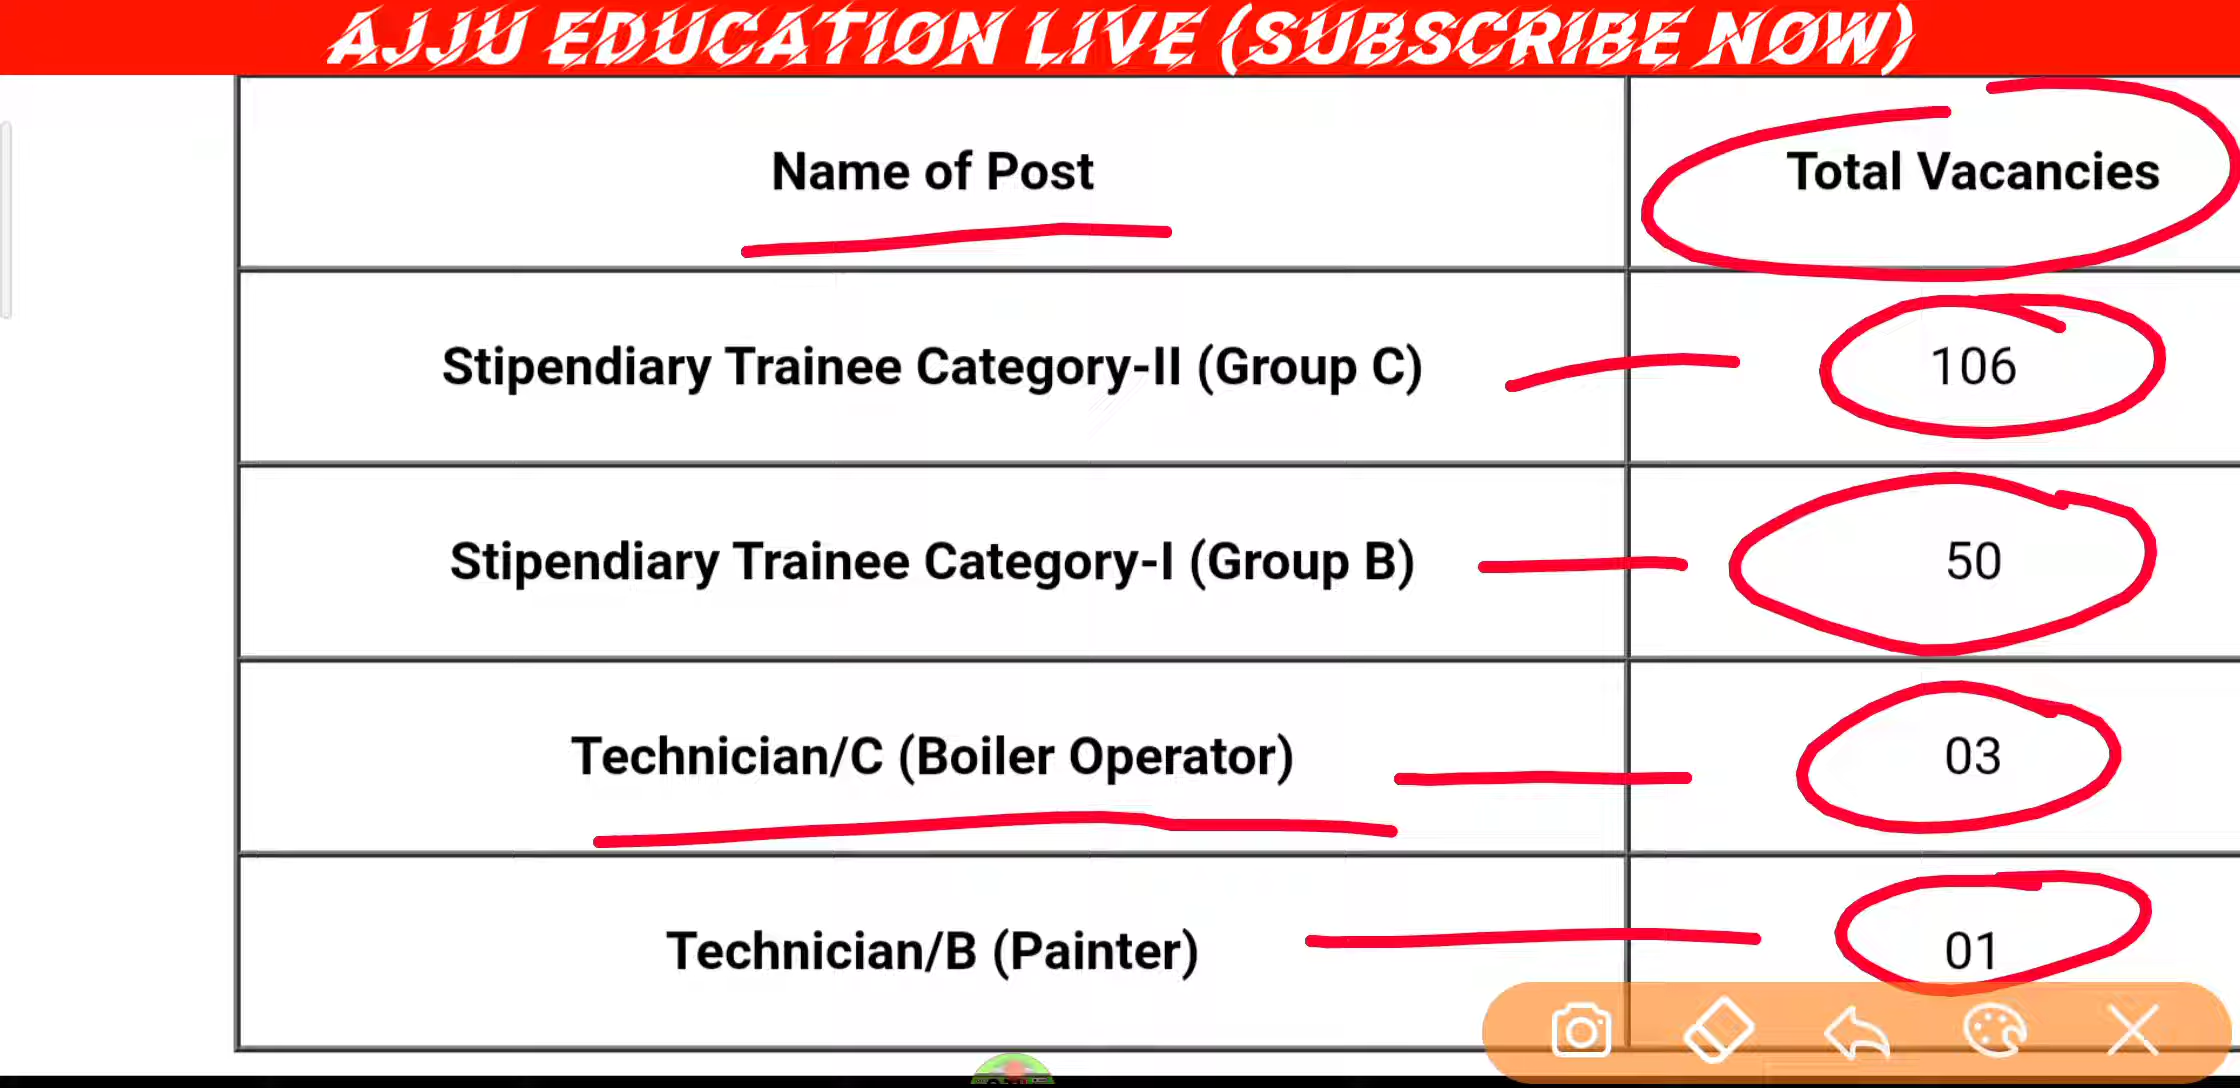 AJJU EDUCATION LIVE (SUBSCRIBE NOW)
Name of Post Total Vacancies
Stipendiary Trainee Category-II (Group C) 106
Stipendiary Trainee Category-I (Group B) 50
Technician/C (Boiler Operator) 03
Technician/B (Painter) 01